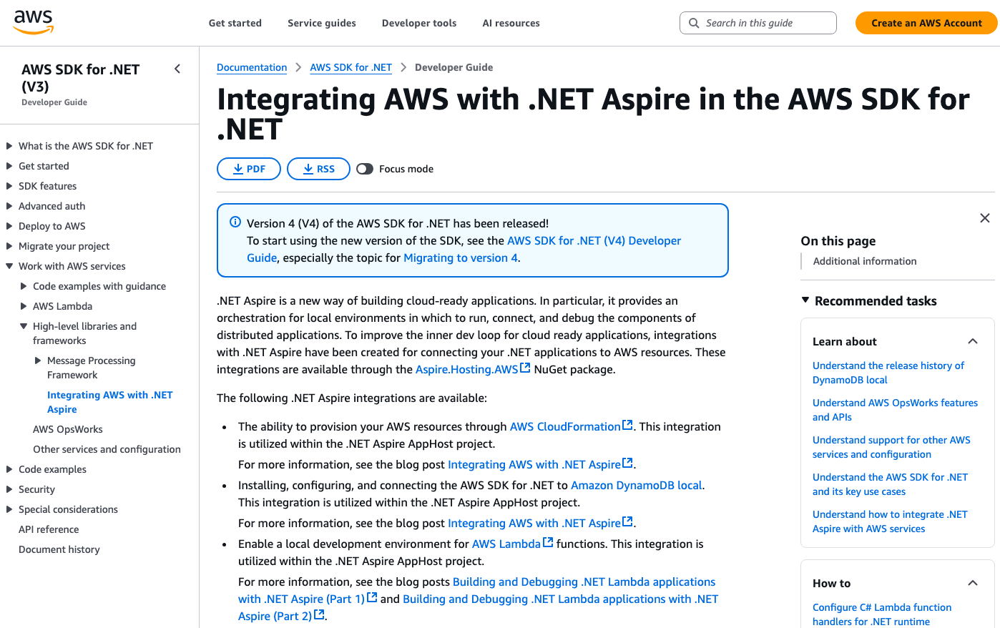 aws
Get started
Service guides
Developer tools
AI resources
Search in this guide
Create an AWS Account
AWS SDK for .NET
(V3)
Developer Guide
What is the AWS SDK for .NET
Get started
SDK features
Advanced auth
Deploy to AWS
Migrate your project
Work with AWS services
Code examples with guidance
AWS Lambda
High-level libraries and
frameworks
Message Processing
Framework
Integrating AWS with .NET
Aspire
AWS OpsWorks
Other services and configuration
Code examples
Security
Special considerations
API reference
Document history
Documentation
AWS SDK for .NET
Developer Guide
Integrating AWS with .NET Aspire in the AWS SDK for
.NET
PDF
RSS
Focus mode
Version 4 (V4) of the AWS SDK for .NET has been released!
To start using the new version of the SDK, see the AWS SDK for .NET (V4) Developer
Guide, especially the topic for Migrating to version 4.
.NET Aspire is a new way of building cloud-ready applications. In particular, it provides an
orchestration for local environments in which to run, connect, and debug the components of
distributed applications. To improve the inner dev loop for cloud ready applications, integrations
with .NET Aspire have been created for connecting your .NET applications to AWS resources. These
integrations are available through the Aspire.Hosting.AWS NuGet package.
The following .NET Aspire integrations are available:
• The ability to provision your AWS resources through AWS CloudFormation. This integration
is utilized within the .NET Aspire AppHost project.
For more information, see the blog post Integrating AWS with .NET Aspire.
• Installing, configuring, and connecting the AWS SDK for .NET to Amazon DynamoDB local.
This integration is utilized within the .NET Aspire AppHost project.
For more information, see the blog post Integrating AWS with .NET Aspire.
• Enable a local development environment for AWS Lambda functions. This integration is
utilized within the .NET Aspire AppHost project.
For more information, see the blog posts Building and Debugging .NET Lambda applications
with .NET Aspire (Part 1) and Building and Debugging .NET Lambda applications with .NET
Aspire (Part 2).
On this page
Additional information
Recommended tasks
Learn about
Understand the release history of
DynamoDB local
Understand AWS OpsWorks features
and APIs
Understand support for other AWS
services and configuration
Understand the AWS SDK for .NET
and its key use cases
Understand how to integrate .NET
Aspire with AWS services
How to
Configure C# Lambda function
handlers for .NET runtime